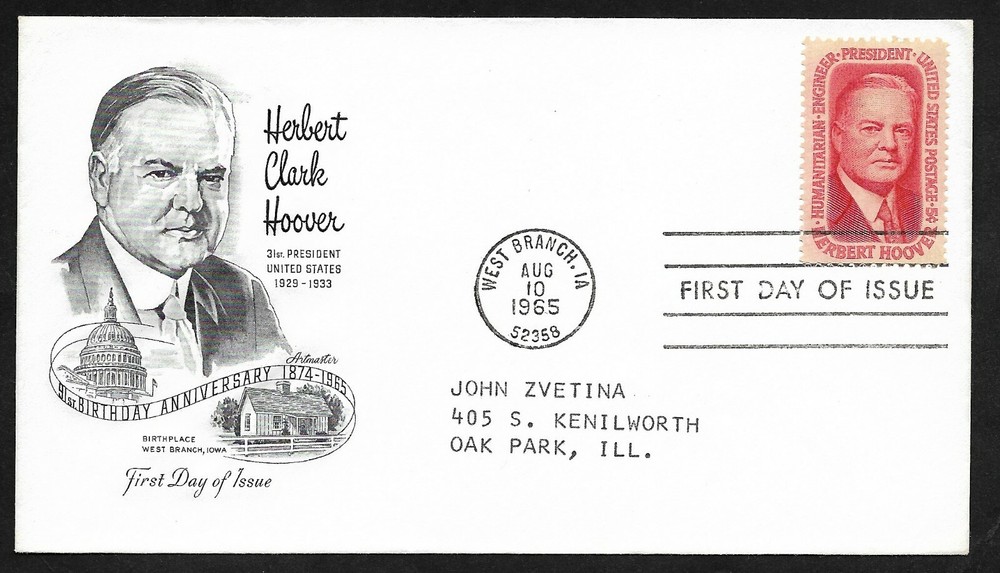 Herbert
Clark
Hoover
31st. PRESIDENT
UNITED STATES
1929 - 1933
Artmaster
91st BIRTHDAY ANNIVERSARY 1874-1965
BIRTHPLACE
WEST BRANCH, IOWA
First Day of Issue
WEST BRANCH, IA
AUG
10
1965
52358
HUMANITARIAN · ENGINEER · PRESIDENT · UNITED STATES POSTAGE · 5¢
HERBERT HOOVER
FIRST DAY OF ISSUE
JOHN ZVETINA
405 S. KENILWORTH
OAK PARK, ILL.